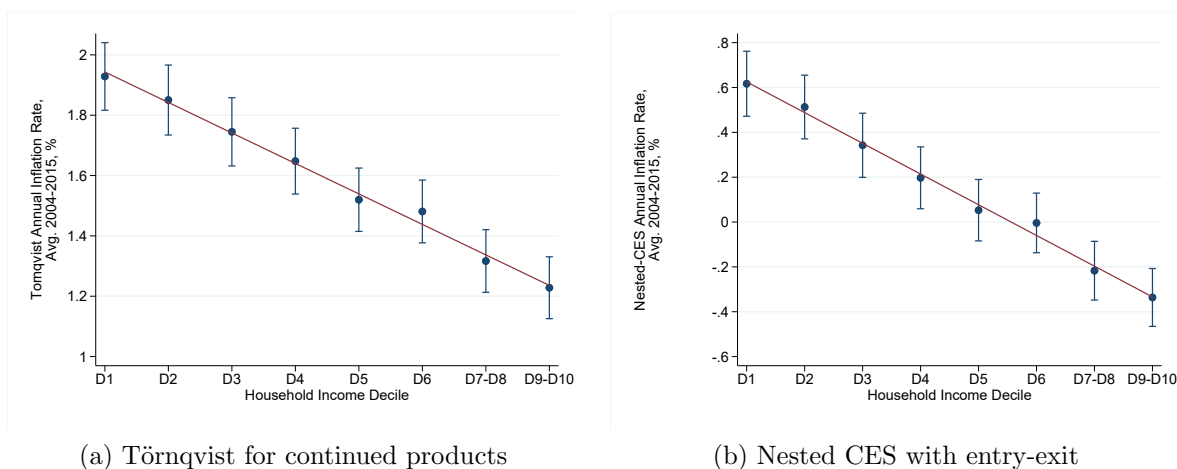 Tornqvist Annual Inflation Rate,
Avg. 2004-2015, %
2
1.8
1.6
1.4
1.2
1
D1 D2 D3 D4 D5 D6 D7-D8 D9-D10
Household Income Decile
(a) Törnqvist for continued products
Nested-CES Annual Inflation Rate,
Avg. 2004-2015, %
.8
.6
.4
.2
0
-.2
-.4
-.6
D1 D2 D3 D4 D5 D6 D7-D8 D9-D10
Household Income Decile
(b) Nested CES with entry-exit